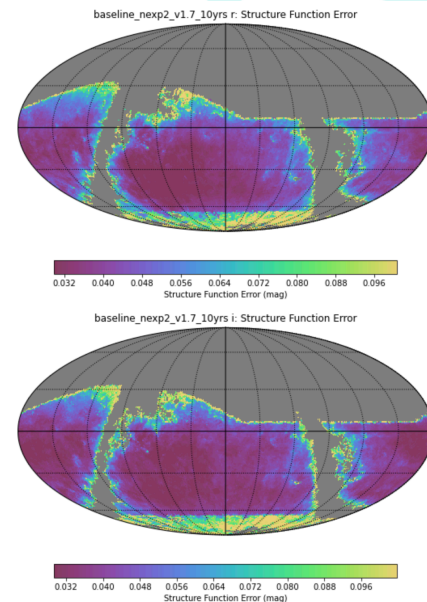 baseline_nexp2_v1.7_10yrs r: Structure Function Error
0.032 0.040 0.048 0.056 0.064 0.072 0.080 0.088 0.096
Structure Function Error (mag)
baseline_nexp2_v1.7_10yrs i: Structure Function Error
0.032 0.040 0.048 0.056 0.064 0.072 0.080 0.088 0.096
Structure Function Error (mag)